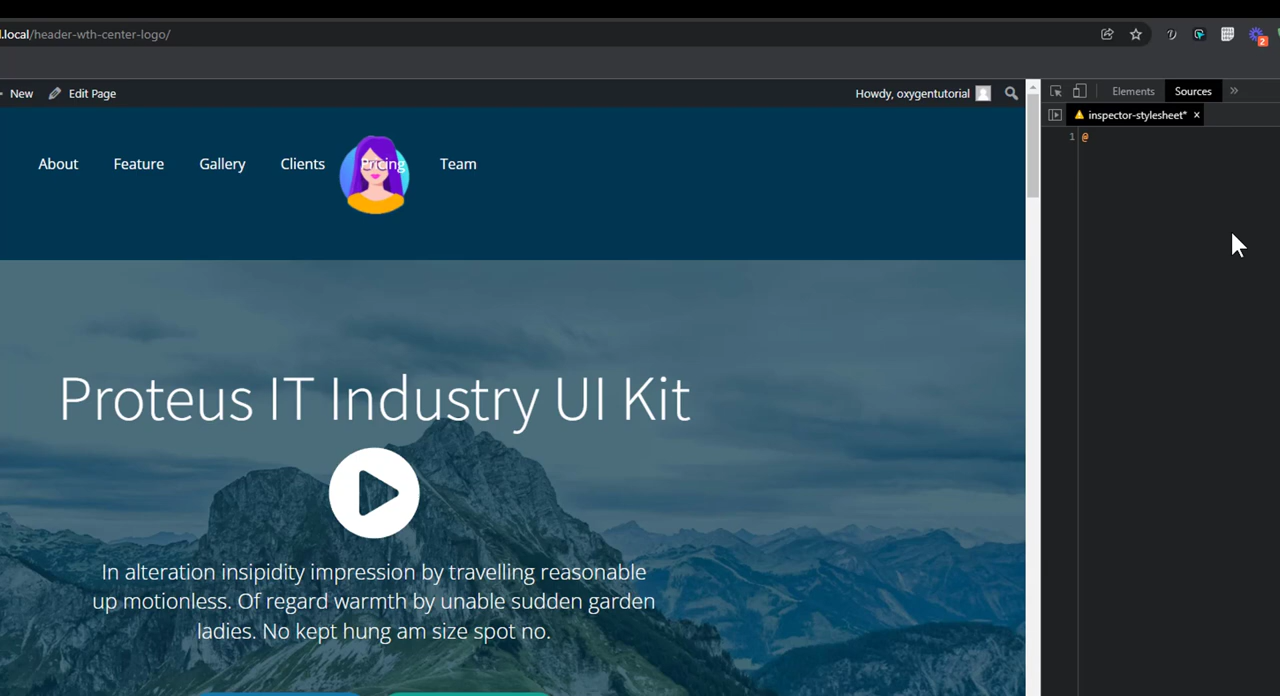 .local/header-wth-center-logo/
2
New Edit Page Howdy, oxygentutorial
Elements Sources »
inspector-stylesheet* ×
1 @
About Feature Gallery Clients Pricing Team
Proteus IT Industry UI Kit
In alteration insipidity impression by travelling reasonable
up motionless. Of regard warmth by unable sudden garden
ladies. No kept hung am size spot no.